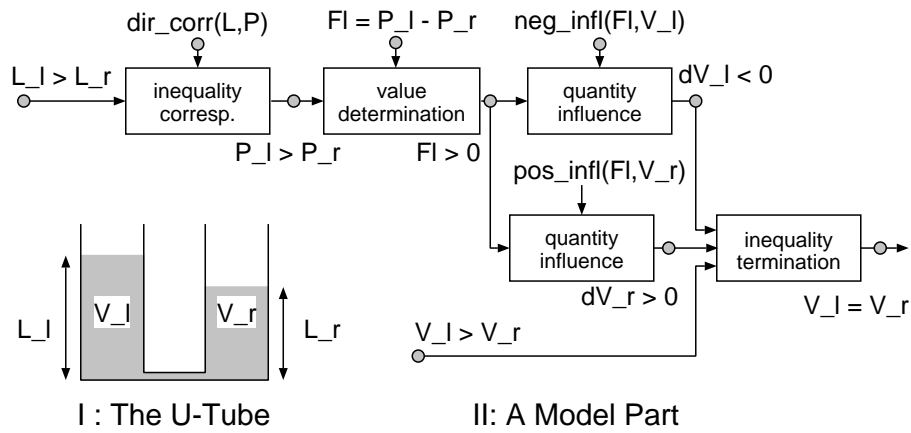 dir_corr(L,P)
Fl = P_l - P_r
neg_infl(Fl,V_l)
L_l > L_r
inequality
corresp.
value
determination
quantity
influence
dV_l < 0
P_l > P_r
Fl > 0
pos_infl(Fl,V_r)
quantity
influence
inequality
termination
dV_r > 0
V_l = V_r
V_l > V_r
V_l
V_r
L_l
L_r
I : The U-Tube
II: A Model Part